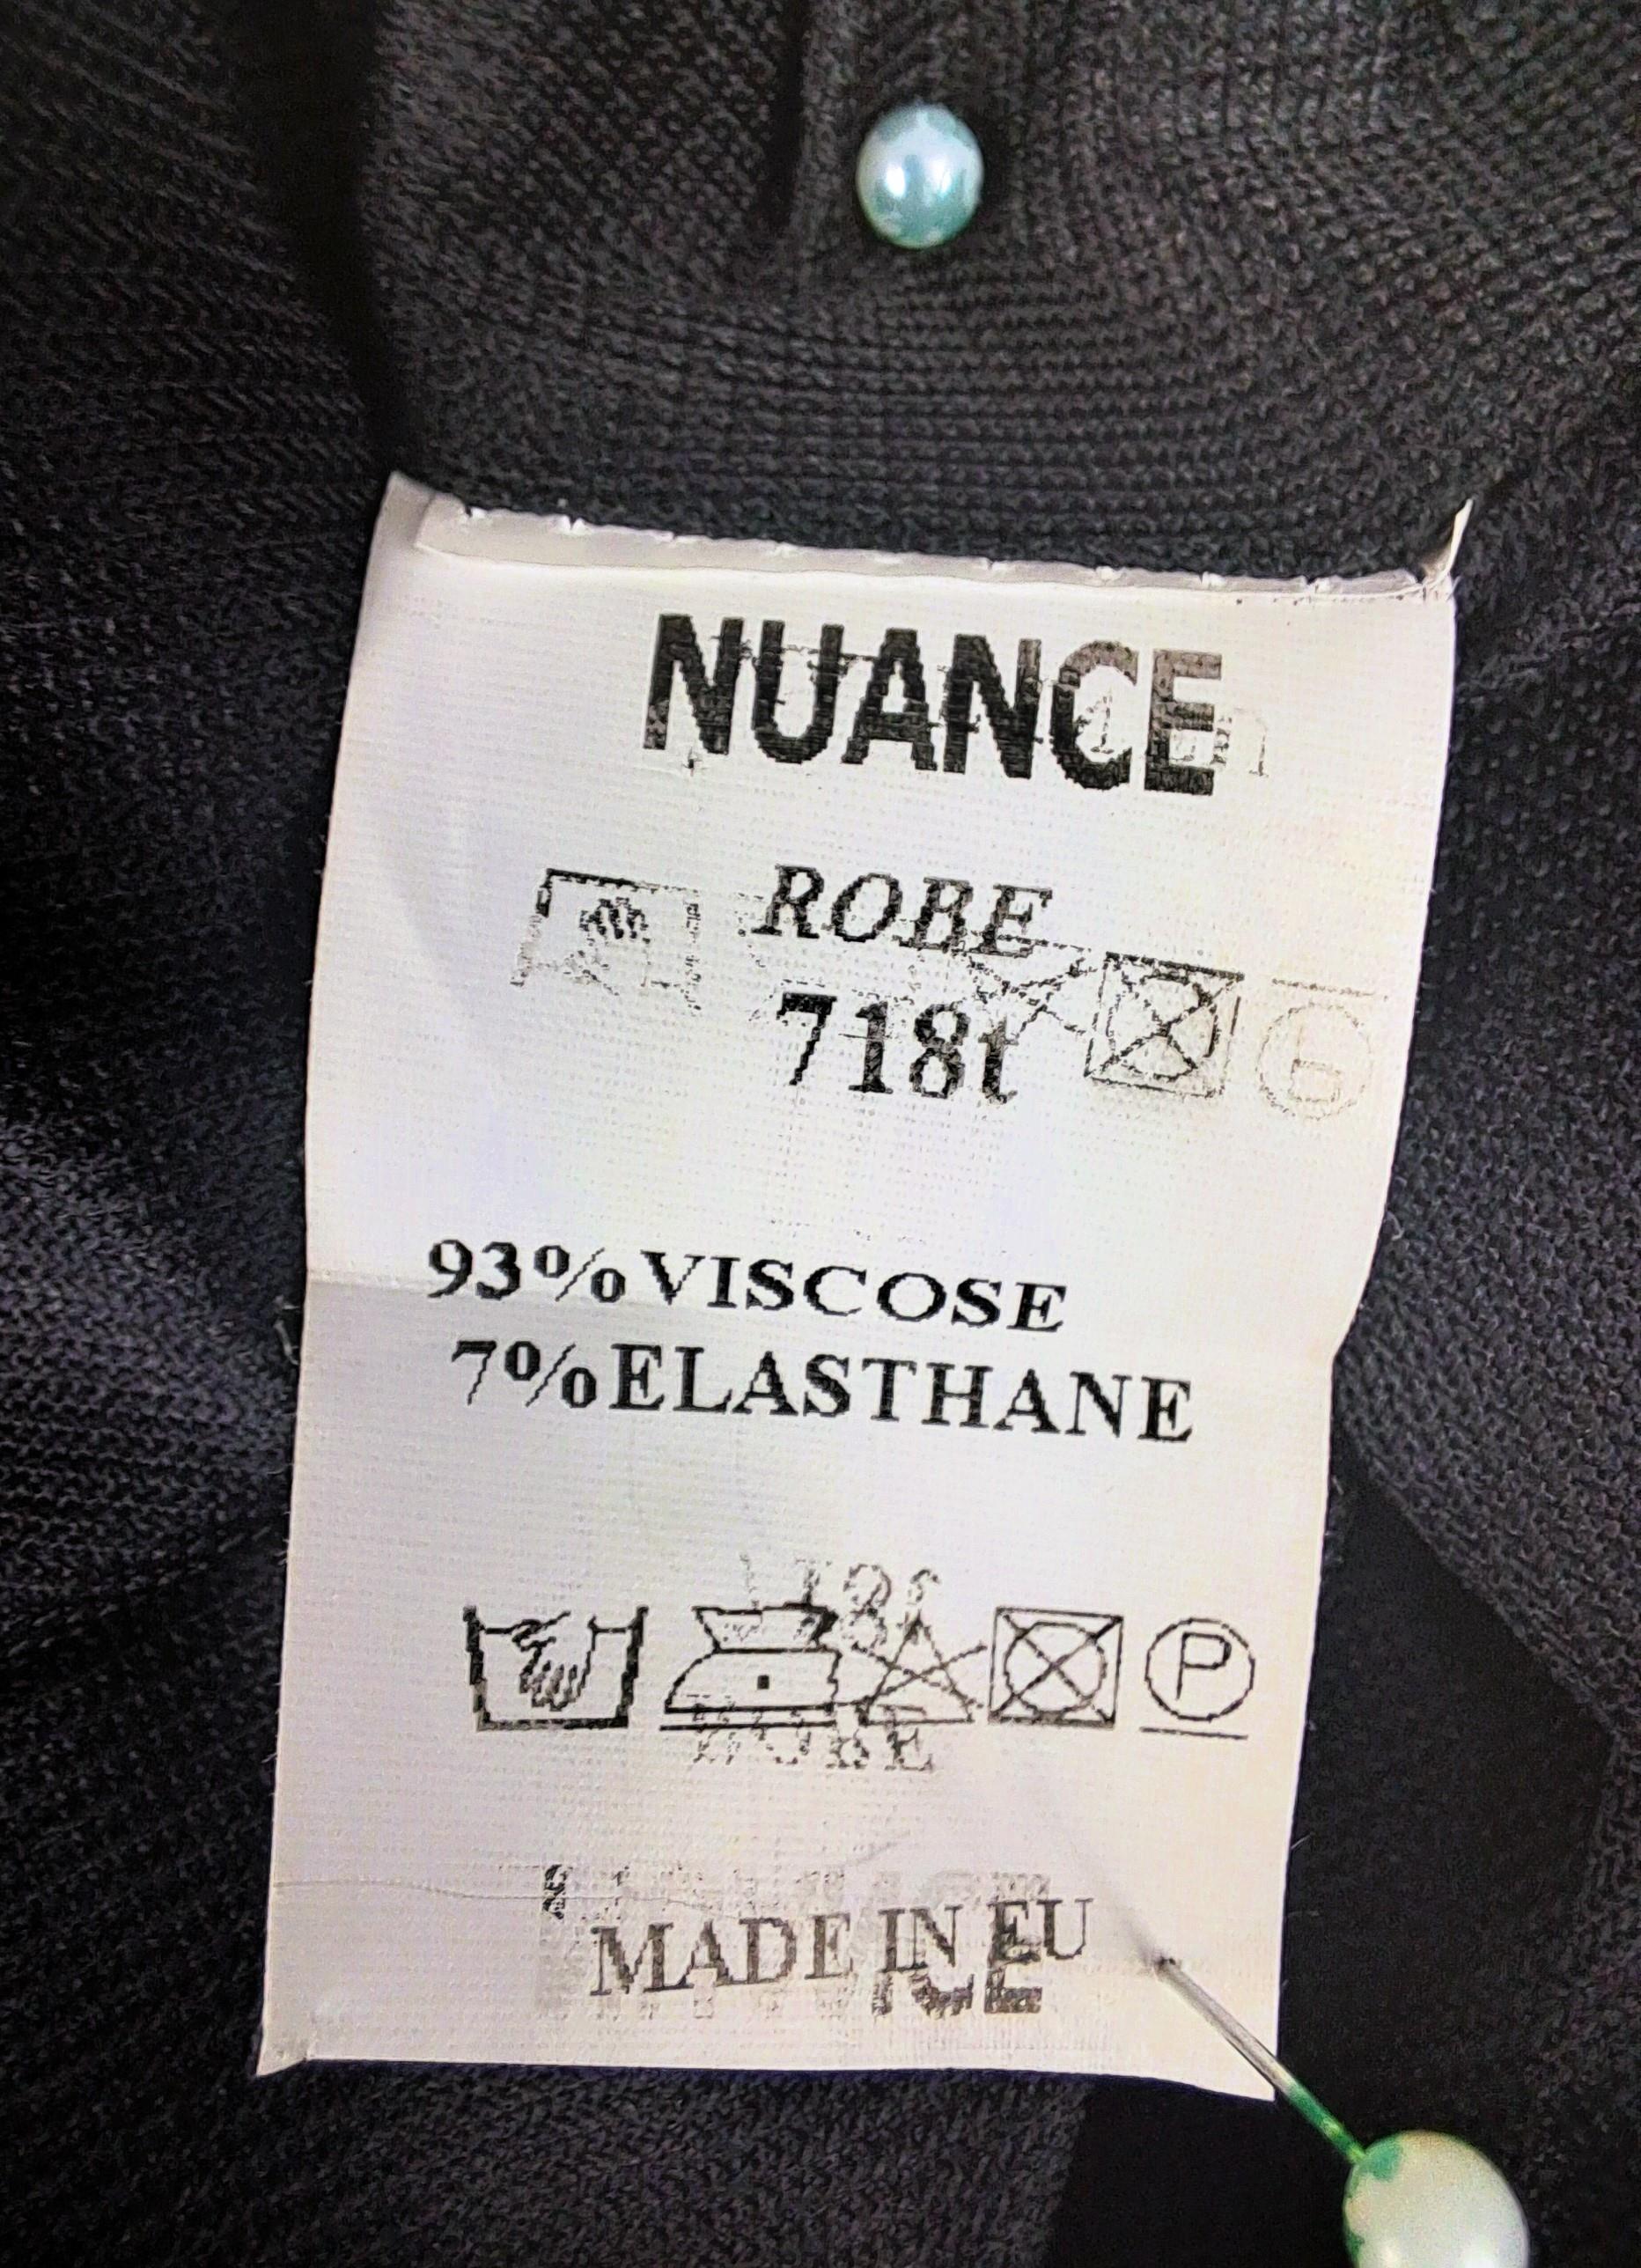 NUANCE
ROBE
718t
93% VISCOSE
7% ELASTHANE
P
MADE IN EU